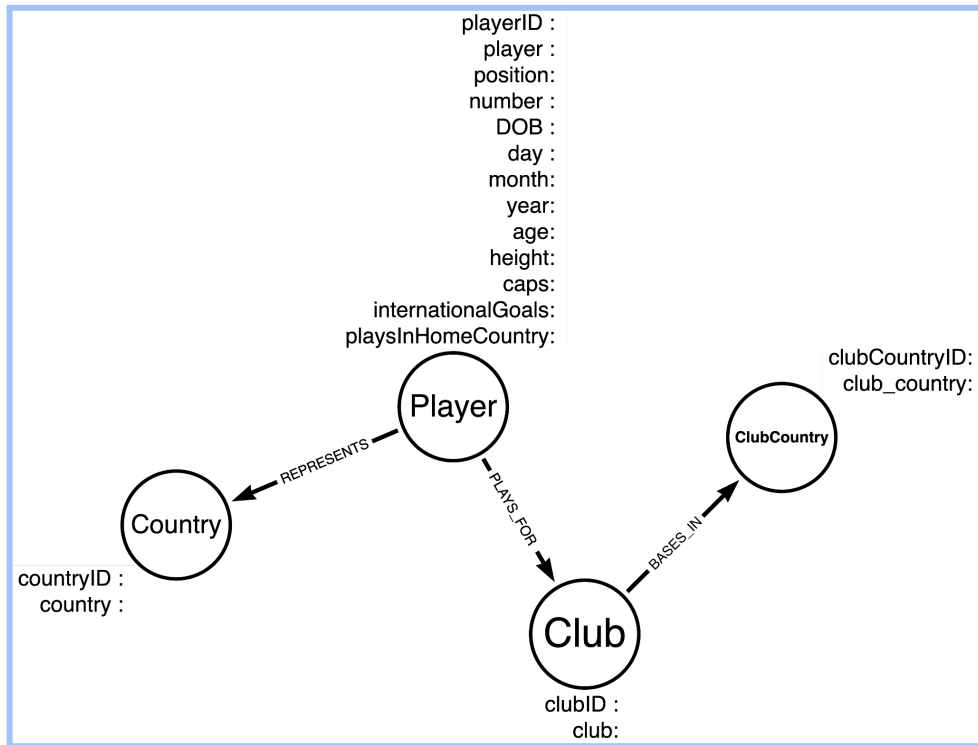 playerID :
player :
position:
number :
DOB :
day :
month:
year:
age:
height:
caps:
internationalGoals:
playsInHomeCountry:
clubCountryID:
club_country:
Player
ClubCountry
REPRESENTS
PLAYS_FOR
Country
BASES_IN
countryID :
country :
Club
clubID :
club: